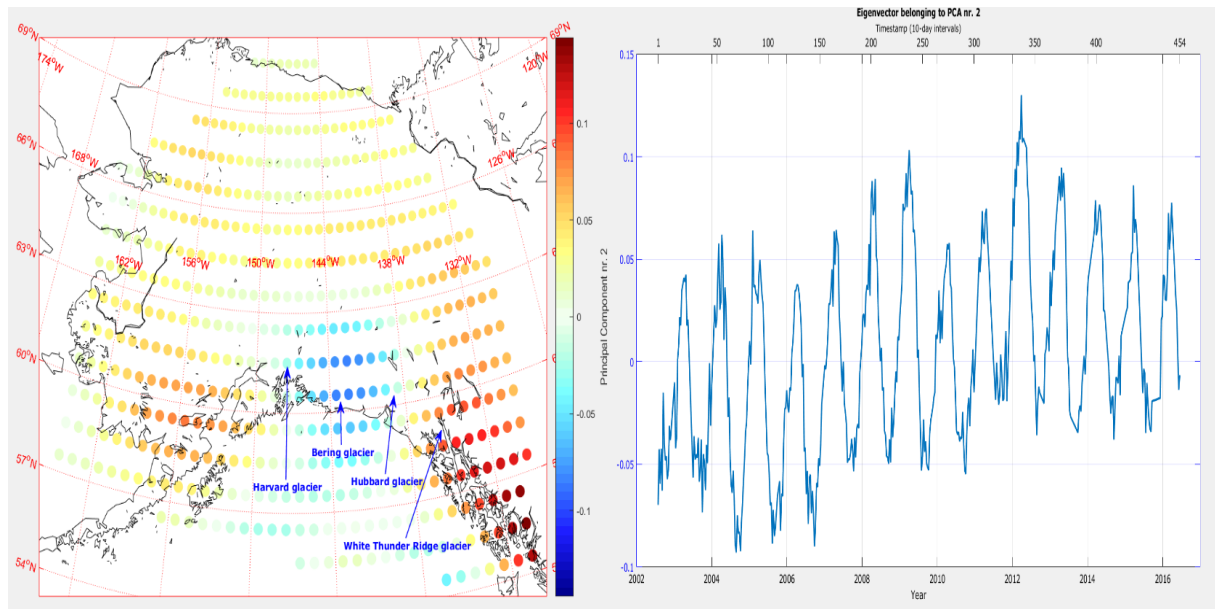 69°N
69°N
174°W
120°W
66°N
168°W
126°W
63°N
162°W
156°W
150°W
144°W
138°W
132°W
60°N
57°N
54°N
Bering glacier
Harvard glacier
Hubbard glacier
White Thunder Ridge glacier
0.1
0.05
0
-0.05
-0.1
Eigenvector belonging to PCA nr. 2
Timestamp (10-day intervals)
1 50 100 150 200 250 300 350 400 454
0.15
0.1
0.05
0
-0.05
-0.1
Principal Component nr. 2
2002 2004 2006 2008 2010 2012 2014 2016
Year